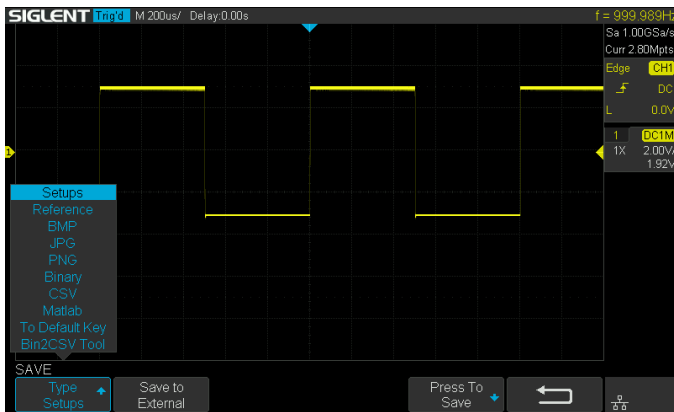 SIGLENT Trig'd M 200us/ Delay:0.00s f = 999.989Hz
Sa 1.00GSa/s
Curr 2.80Mpts
Edge CH1
DC
L 0.0V
1 DC1M
1X 2.00V/
1.92V
1
Setups
Reference
BMP
JPG
PNG
Binary
CSV
Matlab
To Default Key
Bin2CSV Tool
SAVE
Type
Setups
Save to
External
Press To
Save